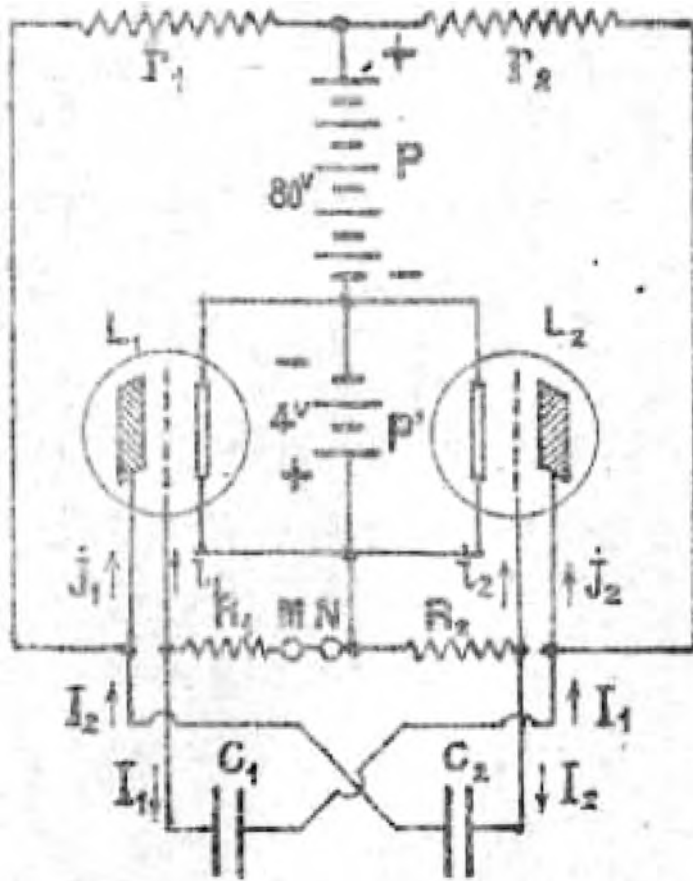 r₁ r₂
+
P
80ᵛ
−
L₁ L₂
−
4ᵛ P'
+
j₁ i₁ i₂ j₂
R₁ M N R₂
I₂ I₁
C₁ C₂
I₁ I₂